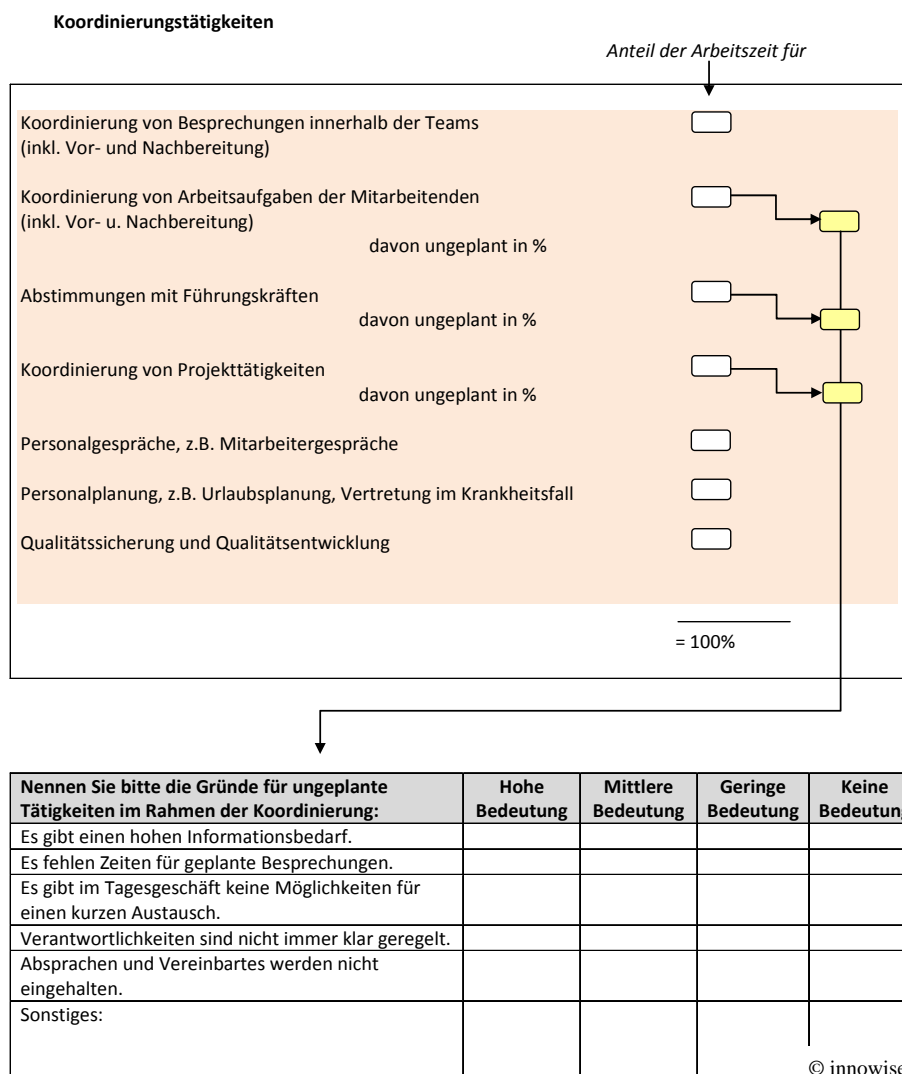 Koordinierungstätigkeiten
Anteil der Arbeitszeit für
Koordinierung von Besprechungen innerhalb der Teams
(inkl. Vor- und Nachbereitung)
Koordinierung von Arbeitsaufgaben der Mitarbeitenden
(inkl. Vor- u. Nachbereitung)
davon ungeplant in %
Abstimmungen mit Führungskräften
davon ungeplant in %
Koordinierung von Projekttätigkeiten
davon ungeplant in %
Personalgespräche, z.B. Mitarbeitergespräche
Personalplanung, z.B. Urlaubsplanung, Vertretung im Krankheitsfall
Qualitätssicherung und Qualitätsentwicklung
= 100%
Nennen Sie bitte die Gründe für ungeplante Hohe Mittlere Geringe Keine
Tätigkeiten im Rahmen der Koordinierung: Bedeutung Bedeutung Bedeutung Bedeutung
Es gibt einen hohen Informationsbedarf.
Es fehlen Zeiten für geplante Besprechungen.
Es gibt im Tagesgeschäft keine Möglichkeiten für
einen kurzen Austausch.
Verantwortlichkeiten sind nicht immer klar geregelt.
Absprachen und Vereinbartes werden nicht
eingehalten.
Sonstiges:
© innowise